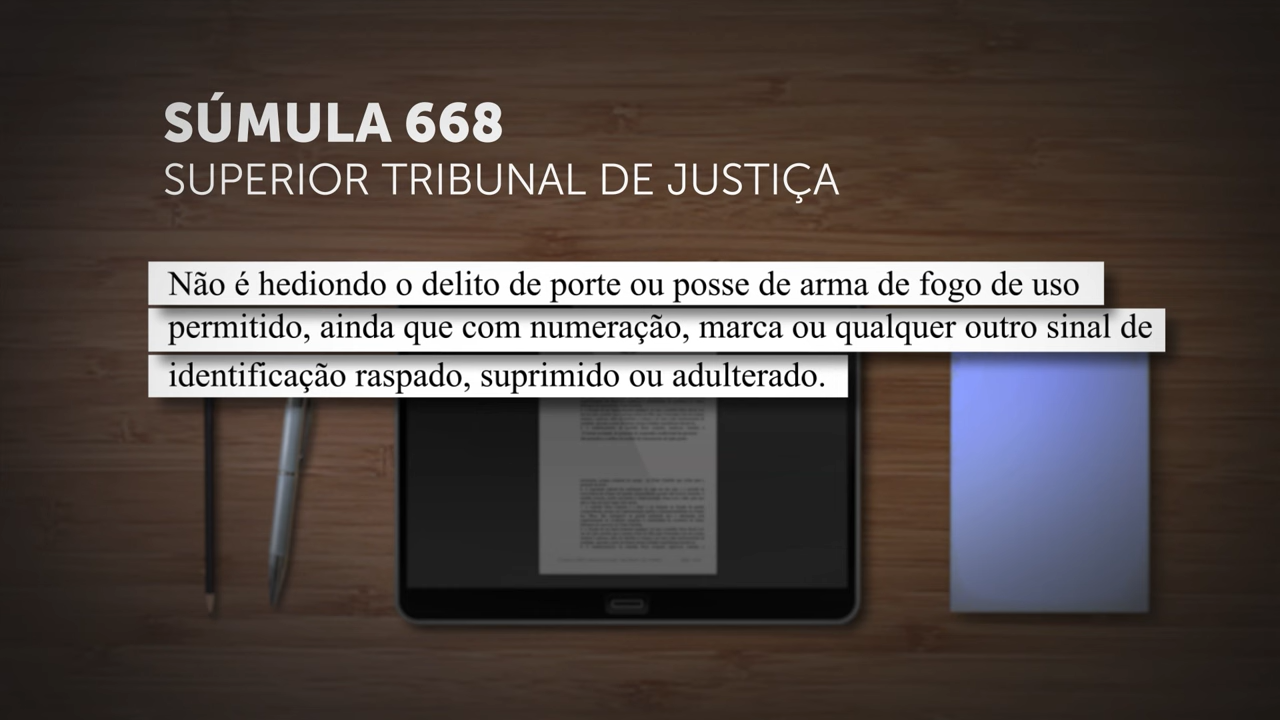 SÚMULA 668
SUPERIOR TRIBUNAL DE JUSTIÇA
Não é hediondo o delito de porte ou posse de arma de fogo de uso
permitido, ainda que com numeração, marca ou qualquer outro sinal de
identificação raspado, suprimido ou adulterado.